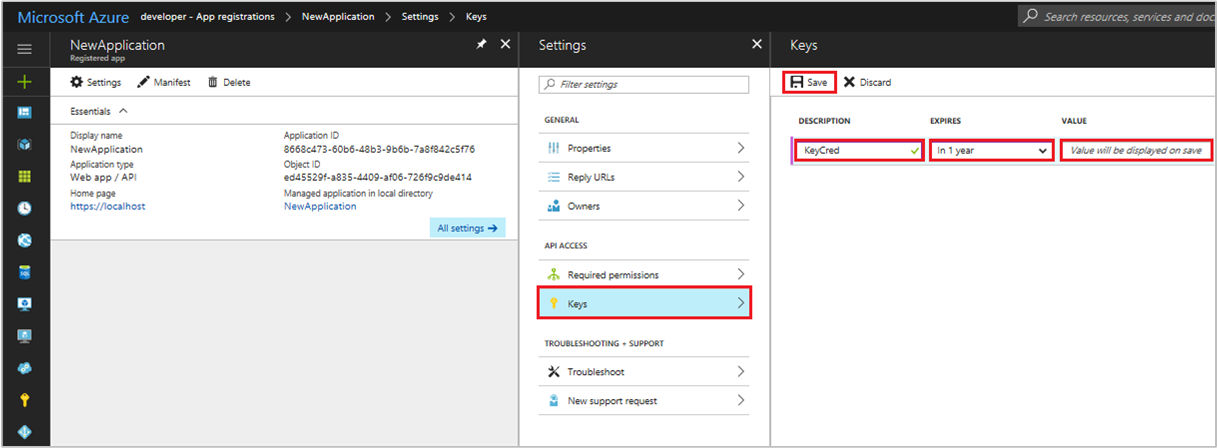 Microsoft Azure developer - App registrations > NewApplication > Settings > Keys
Search resources, services and doc
NewApplication
Registered app
Settings Manifest Delete
Essentials
Display name
NewApplication
Application type
Web app / API
Home page
https://localhost
Application ID
8668c473-60b6-48b3-9b6b-7a8f842c5f76
Object ID
ed45529f-a835-4409-af06-726f9c9de414
Managed application in local directory
NewApplication
All settings
Settings
Filter settings
GENERAL
Properties
Reply URLs
Owners
API ACCESS
Required permissions
Keys
TROUBLESHOOTING + SUPPORT
Troubleshoot
New support request
Keys
Save Discard
DESCRIPTION EXPIRES VALUE
KeyCred In 1 year Value will be displayed on save
SQL